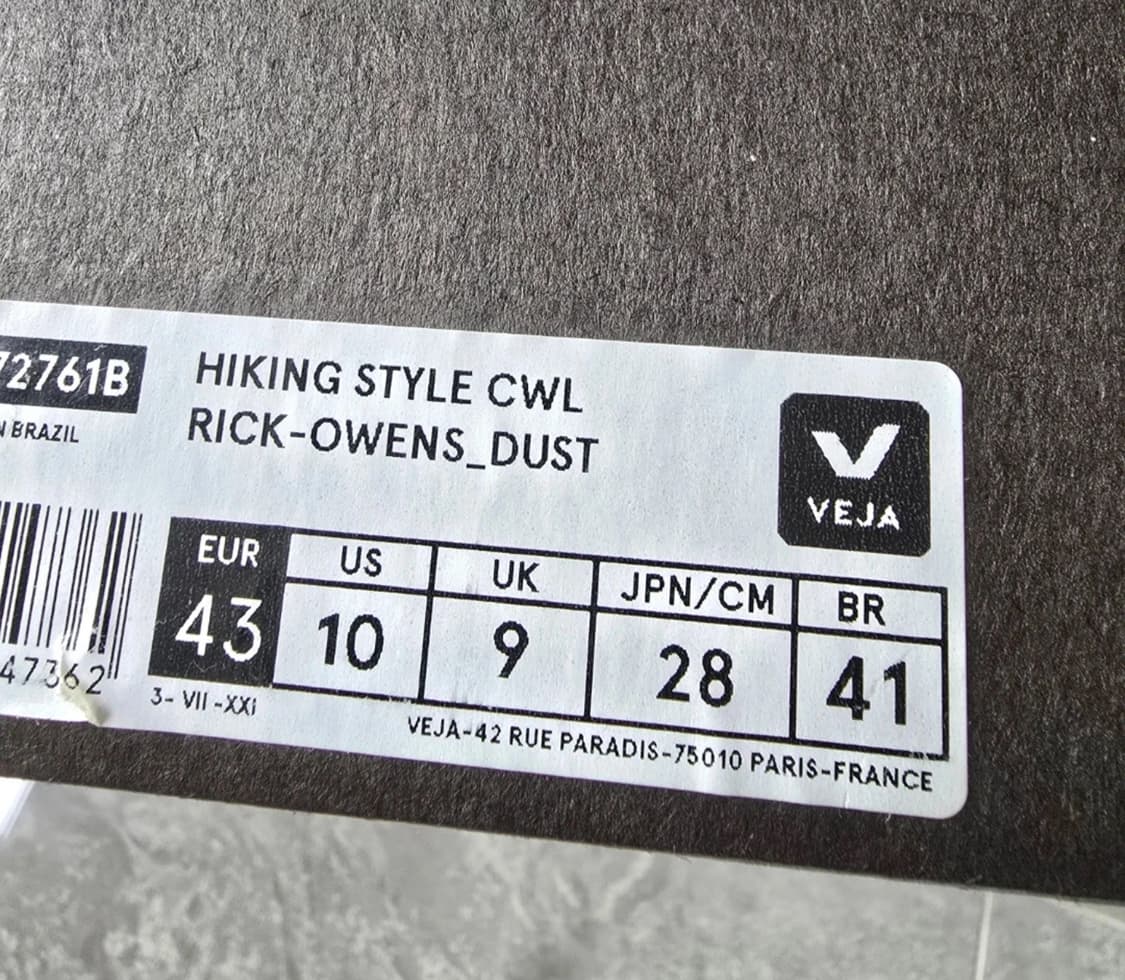 72761B
HIKING STYLE CWL
RICK-OWENS_DUST
N BRAZIL
VEJA
EUR US UK JPN/CM BR
43 10 9 28 41
47362
3- VII -XXI
VEJA-42 RUE PARADIS-75010 PARIS-FRANCE